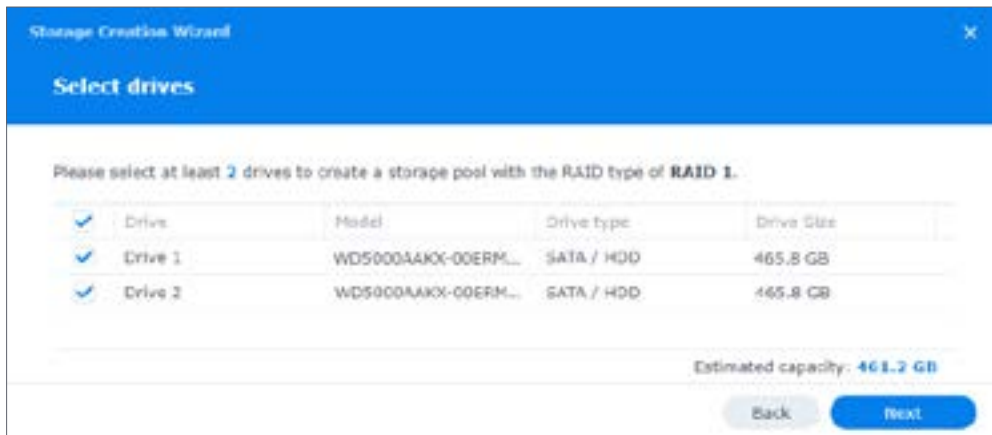 Storage Creation Wizard
Select drives
Please select at least 2 drives to create a storage pool with the RAID type of RAID 1.
Drive Model Drive type Drive Size
Drive 1 WD5000AAKX-00ERM... SATA / HDD 465.8 GB
Drive 2 WD5000AAKX-00ERM... SATA / HDD 465.8 GB
Estimated capacity: 461.2 GB
Back Next